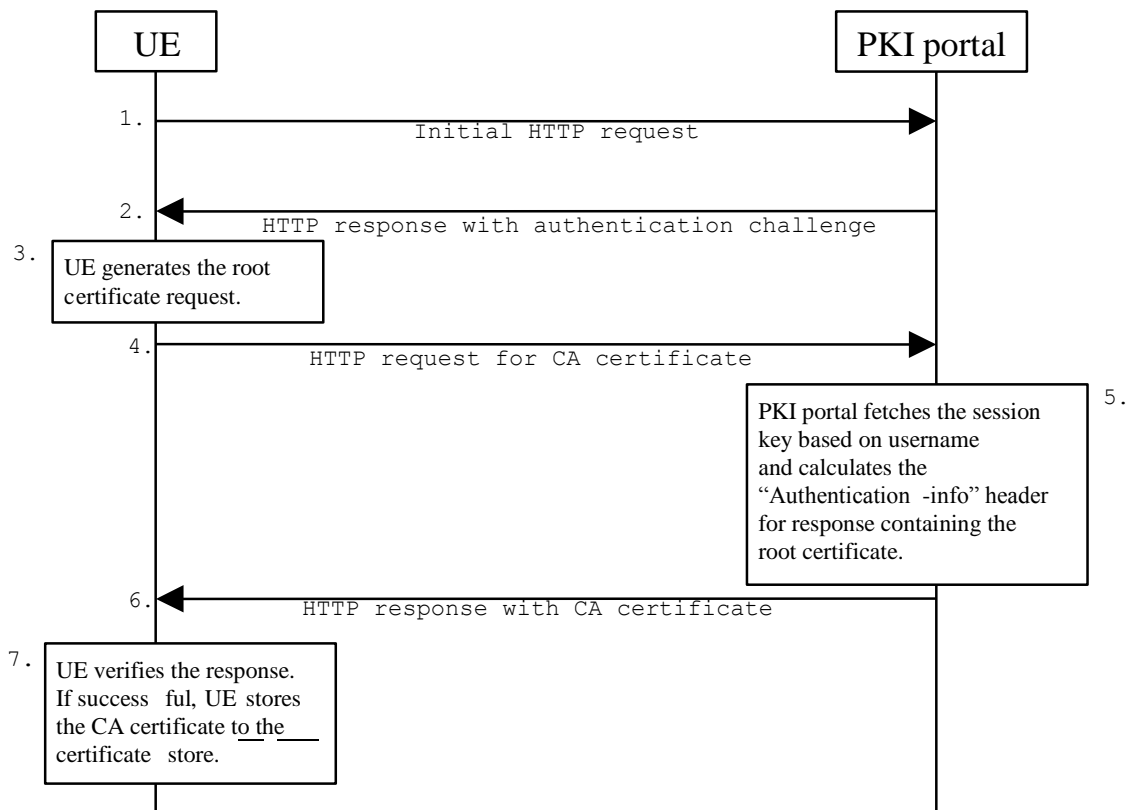 UE
PKI portal
1.
Initial HTTP request
2.
HTTP response with authentication challenge
3.
UE generates the root
certificate request.
4.
HTTP request for CA certificate
5.
PKI portal fetches the session
key based on username
and calculates the
“Authentication -info” header
for response containing the
root certificate.
6.
HTTP response with CA certificate
7.
UE verifies the response.
If success ful, UE stores
the CA certificate to the
certificate store.